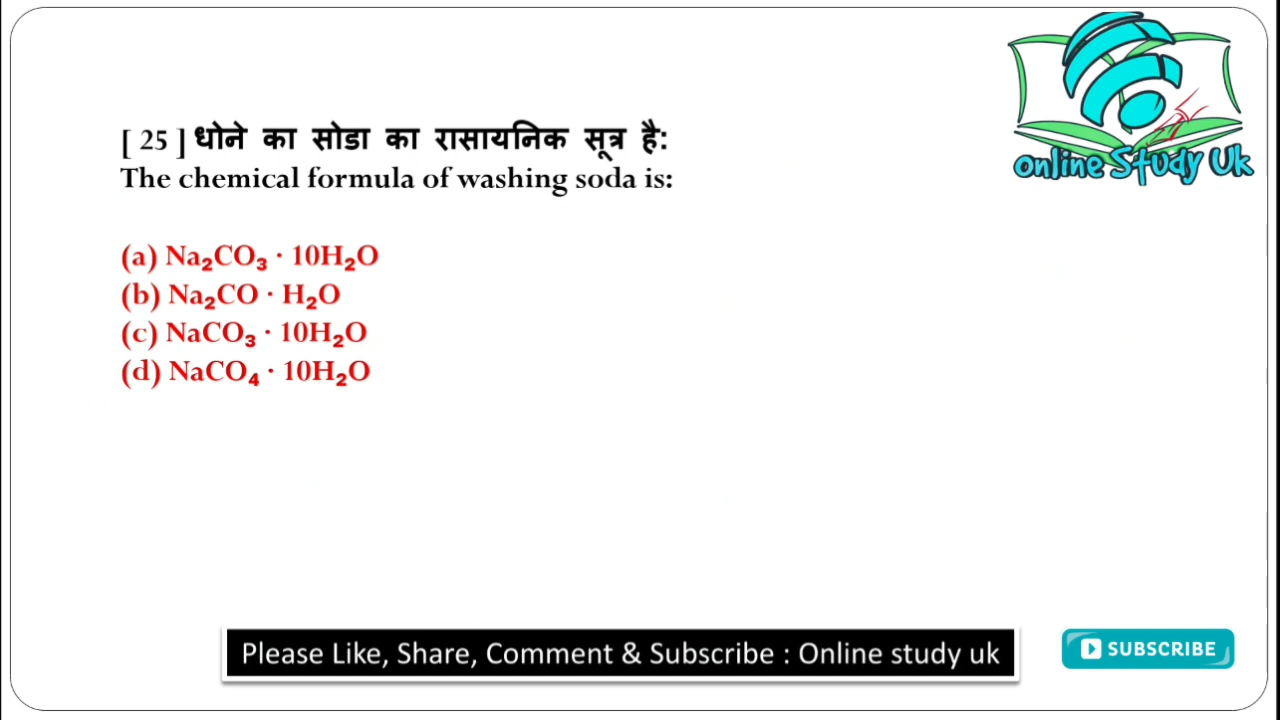 [ 25 ] धोने का सोडा का रासायनिक सूत्र है:
The chemical formula of washing soda is:
(a) Na₂CO₃ · 10H₂O
(b) Na₂CO · H₂O
(c) NaCO₃ · 10H₂O
(d) NaCO₄ · 10H₂O
Online Study Uk
Please Like, Share, Comment & Subscribe : Online study uk
SUBSCRIBE